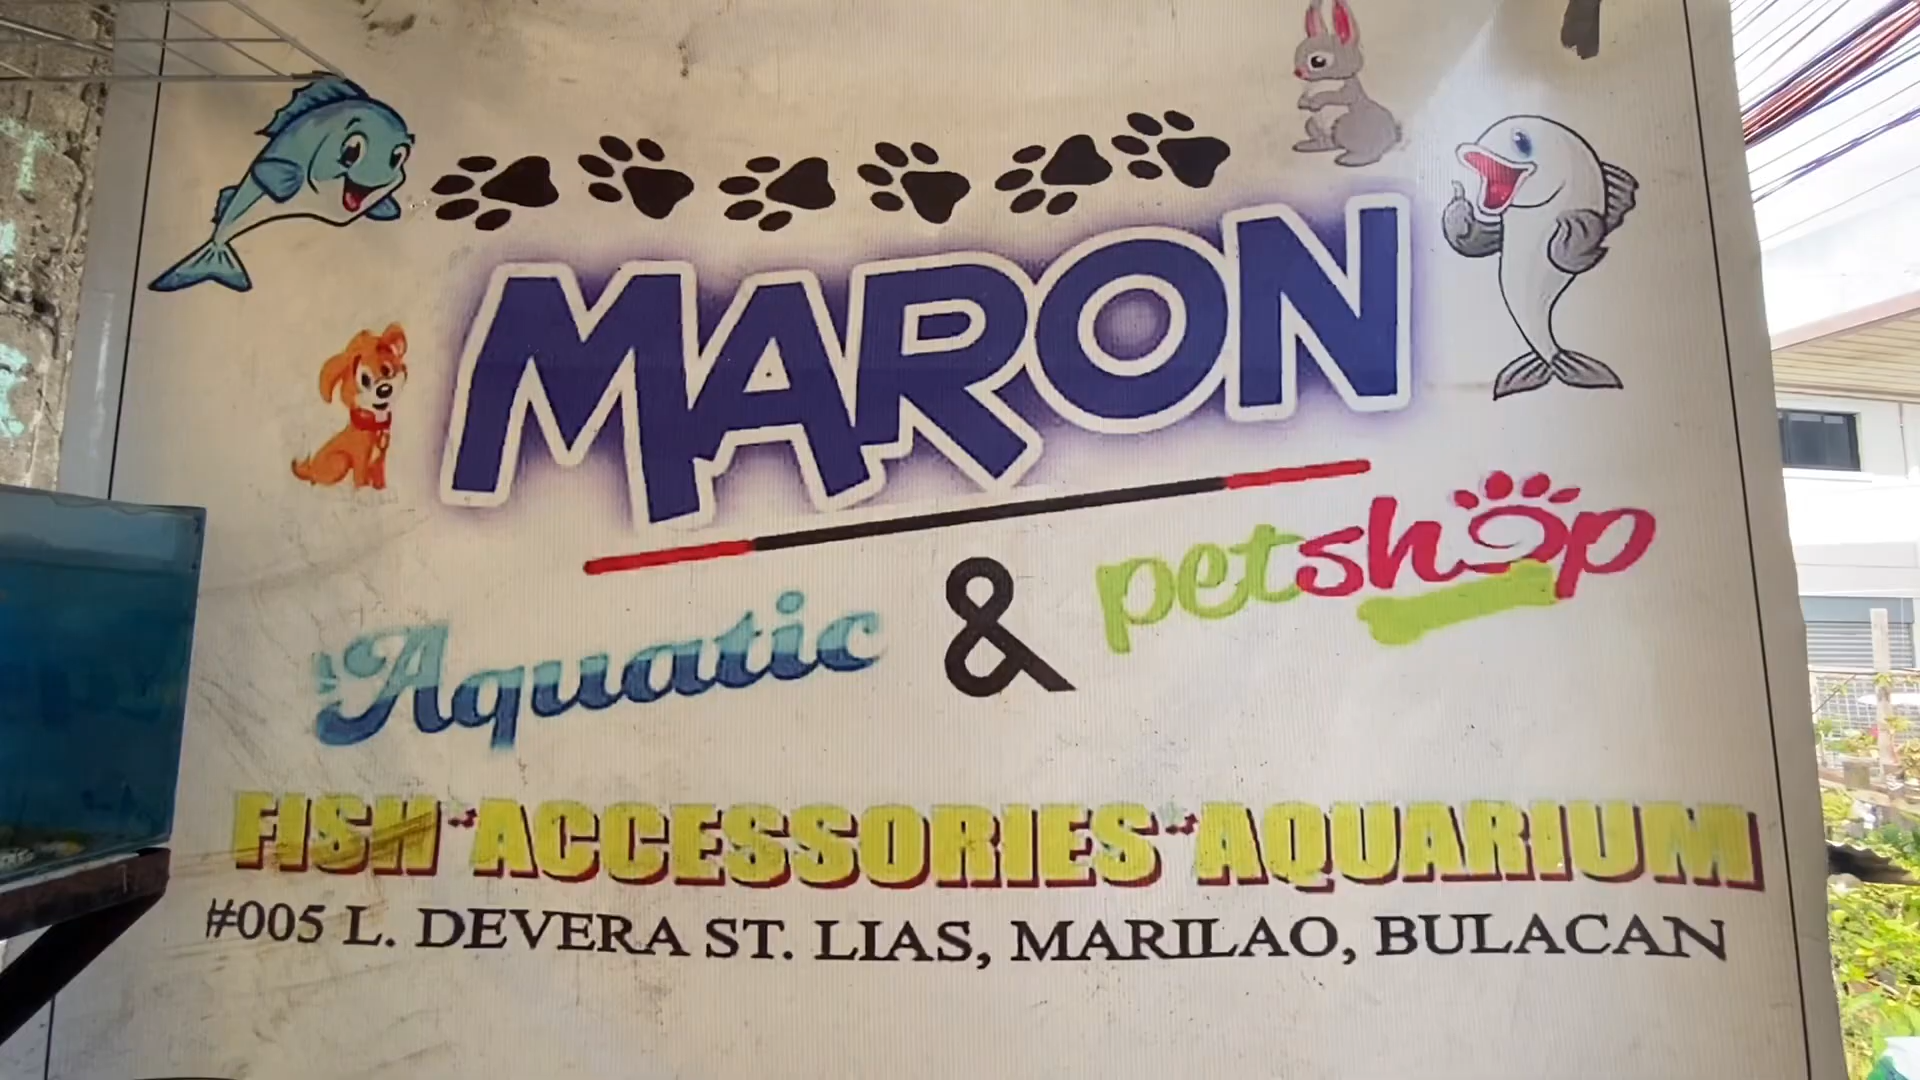 MARON
Aquatic & petshop
FISH * ACCESSORIES * AQUARIUM
#005 L. DEVERA ST. LIAS, MARILAO, BULACAN